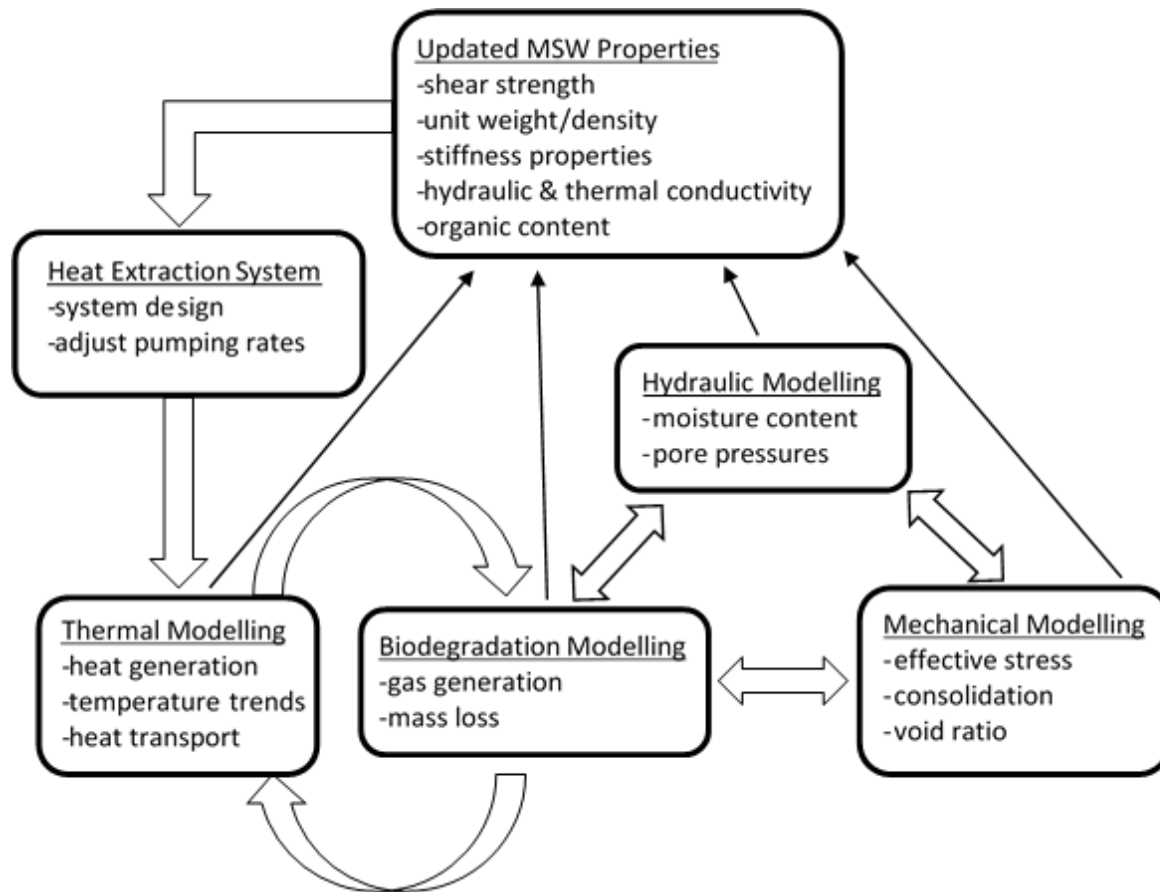 Updated MSW Properties
-shear strength
-unit weight/density
-stiffness properties
-hydraulic & thermal conductivity
-organic content
Heat Extraction System
-system design
-adjust pumping rates
Hydraulic Modelling
-moisture content
-pore pressures
Thermal Modelling
-heat generation
-temperature trends
-heat transport
Biodegradation Modelling
-gas generation
-mass loss
Mechanical Modelling
-effective stress
-consolidation
-void ratio